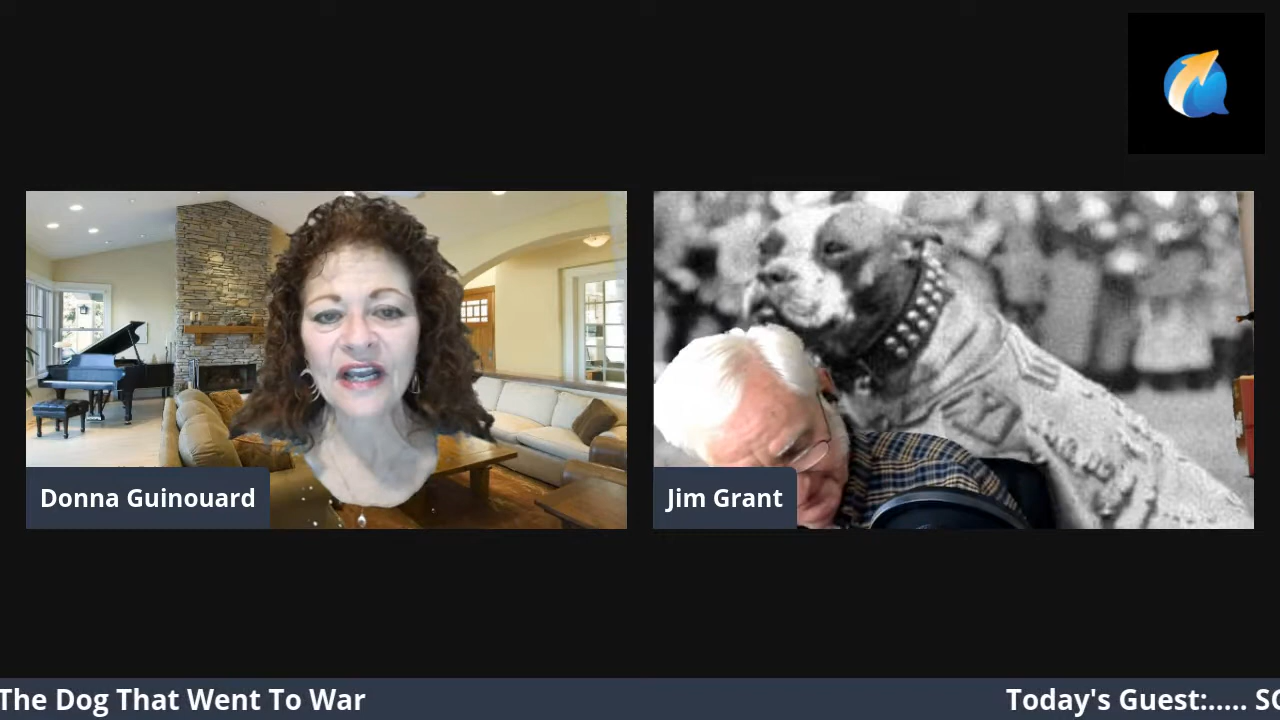 Donna Guinouard
Jim Grant
The Dog That Went To War
Today's Guest:.....